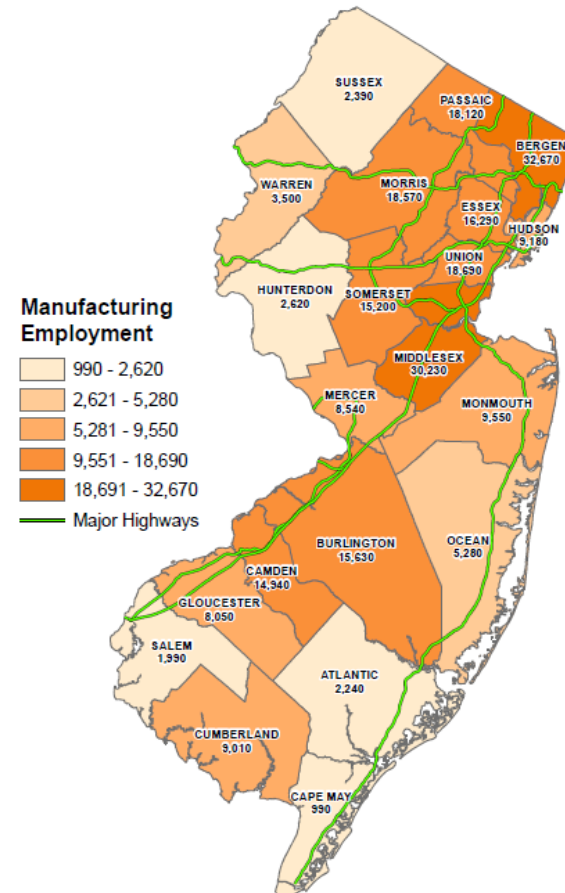 SUSSEX
2,390
PASSAIC
18,120
BERGEN
32,670
WARREN
3,500
MORRIS
18,570
ESSEX
16,290
HUDSON
9,180
UNION
18,690
HUNTERDON
2,620
SOMERSET
15,200
MIDDLESEX
30,230
MERCER
8,540
MONMOUTH
9,550
Manufacturing
Employment
990 - 2,620
2,621 - 5,280
5,281 - 9,550
9,551 - 18,690
18,691 - 32,670
Major Highways
BURLINGTON
15,630
OCEAN
5,280
CAMDEN
14,940
GLOUCESTER
8,050
SALEM
1,990
ATLANTIC
2,240
CUMBERLAND
9,010
CAPE MAY
990